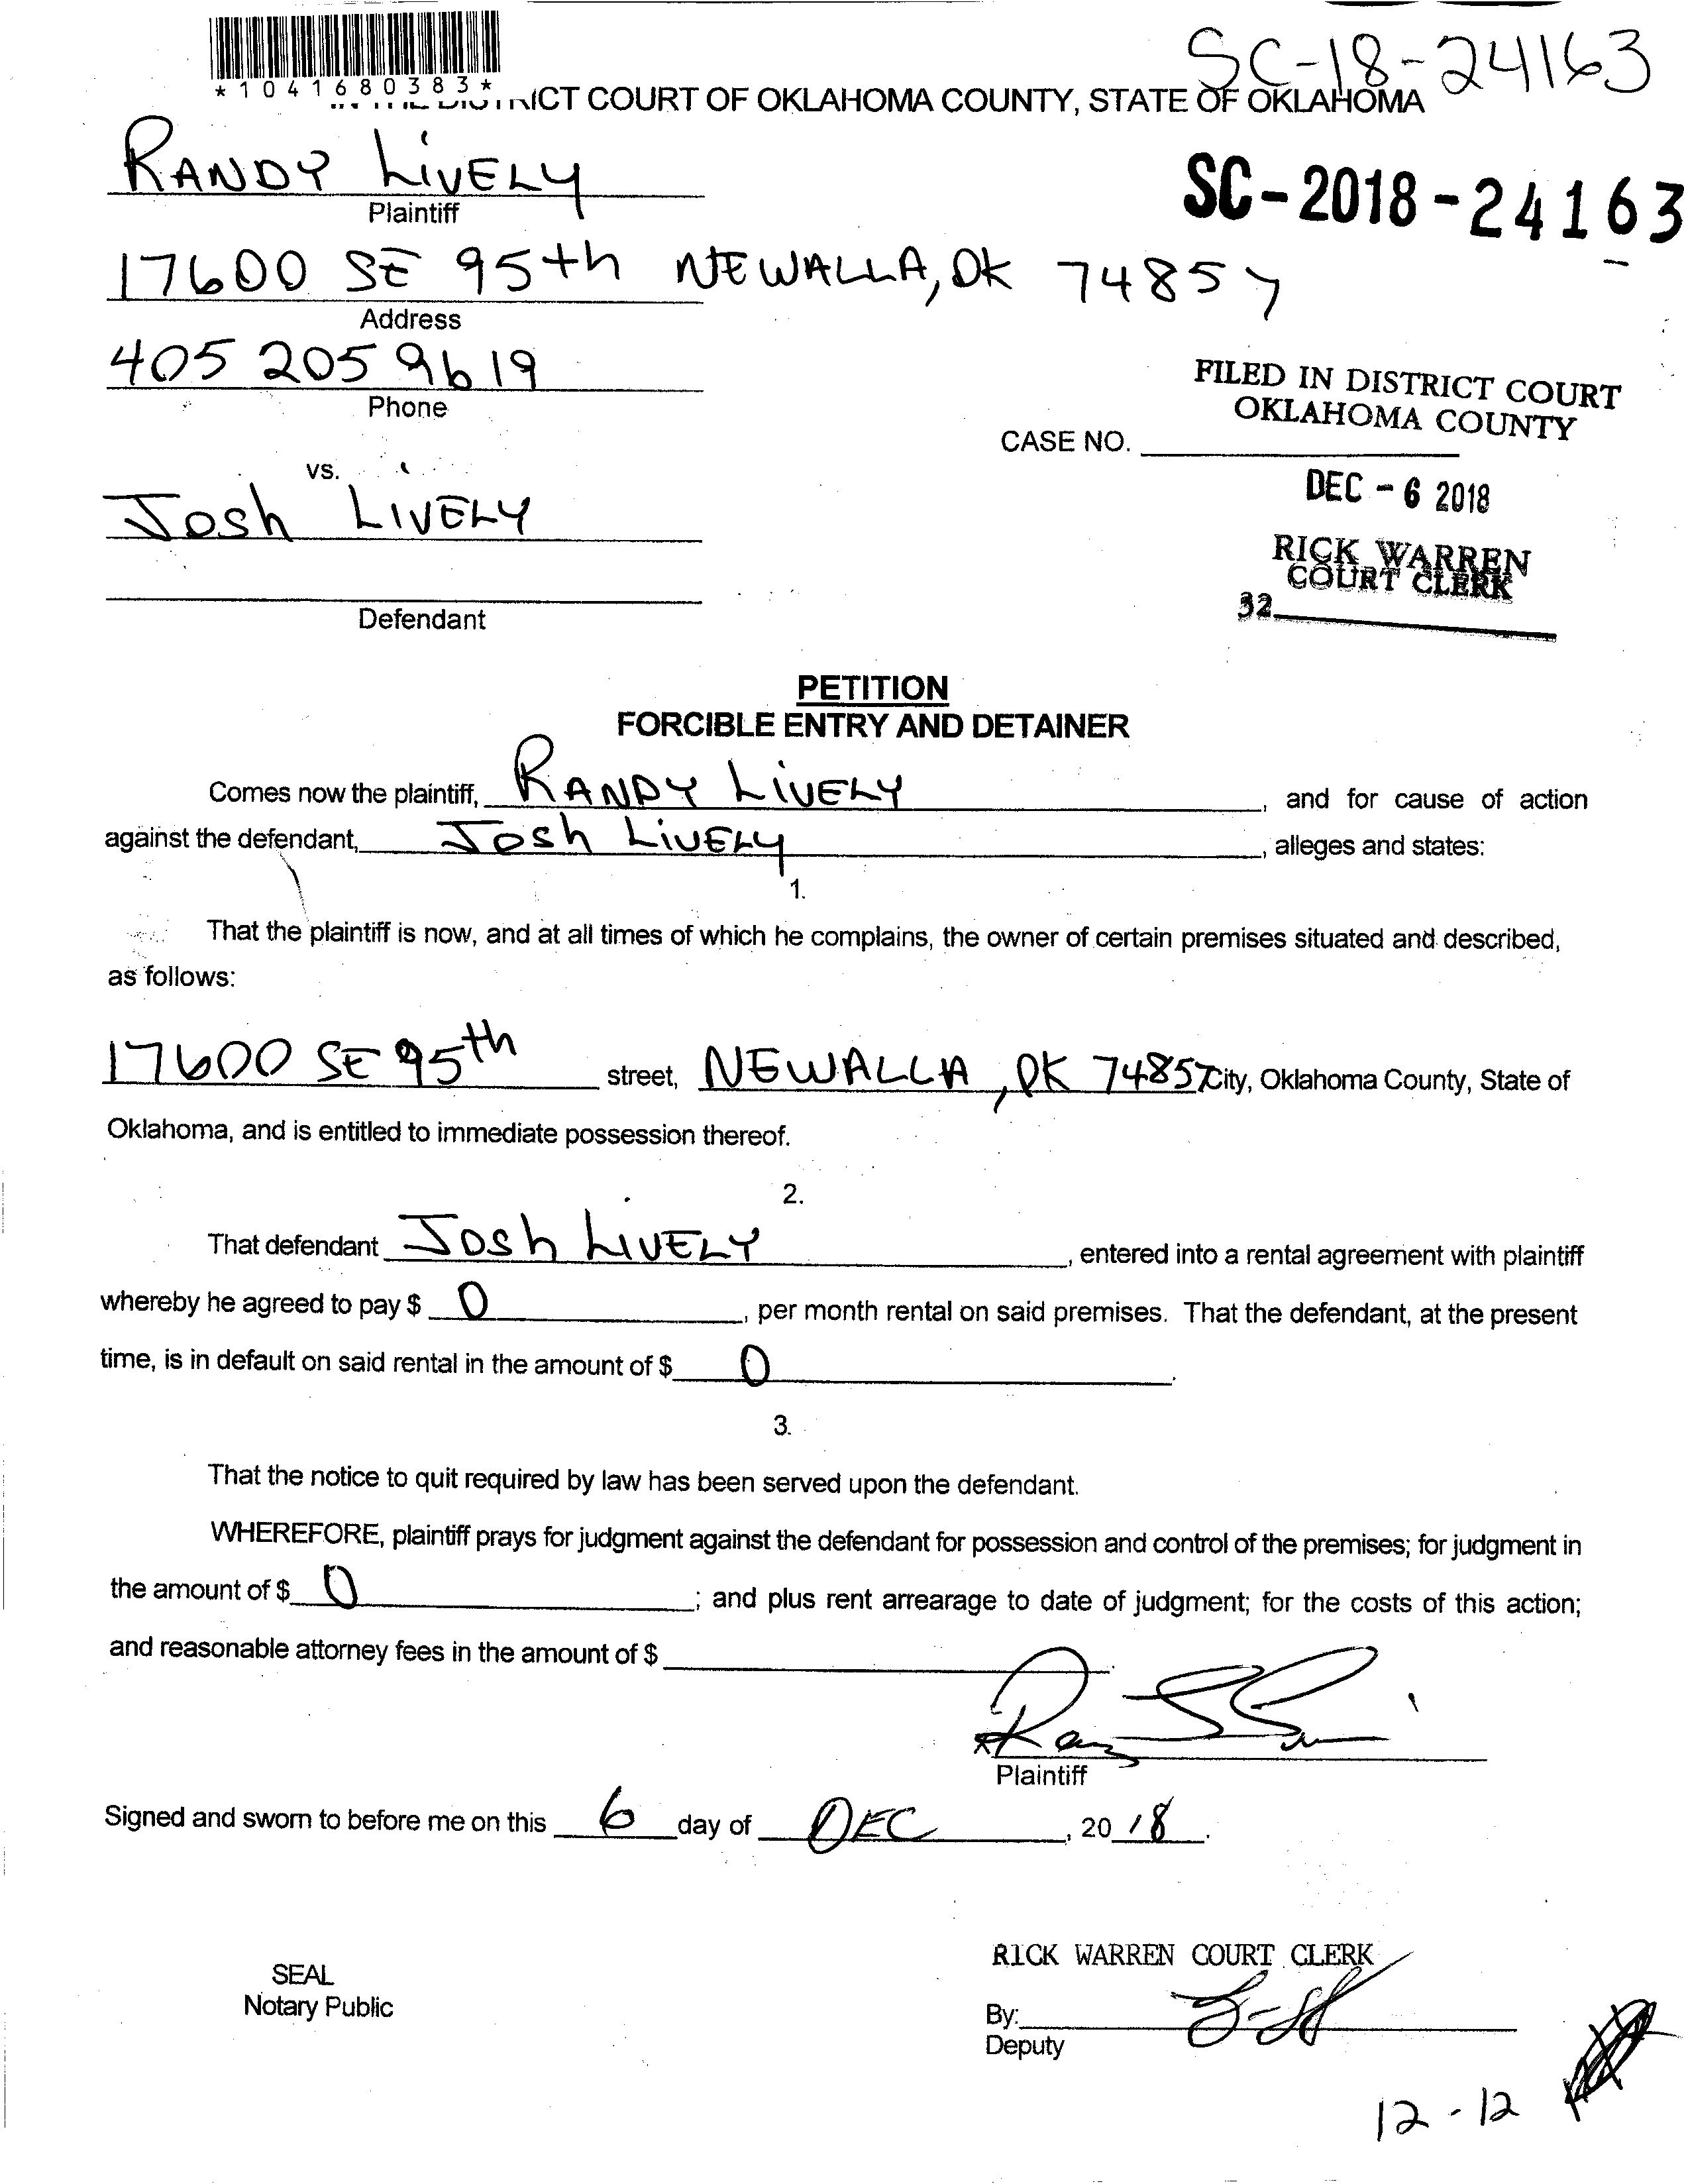 SC-18-24163
*1041680383*
IN THE DISTRICT COURT OF OKLAHOMA COUNTY, STATE OF OKLAHOMA
RANDY LIVELY
Plaintiff
SC-2018-24163
17600 SE 95th NEWALLA, OK 74857
Address
405 205 9619
Phone
FILED IN DISTRICT COURT
OKLAHOMA COUNTY
CASE NO.
vs.
DEC - 6 2018
Josh LIVELY
RICK WARREN
COURT CLERK
32
Defendant
PETITION
FORCIBLE ENTRY AND DETAINER
Comes now the plaintiff, RANDY LIVELY, and for cause of action
against the defendant, Josh LIVELY, alleges and states:
1.
That the plaintiff is now, and at all times of which he complains, the owner of certain premises situated and described,
as follows:
17600 SE 95th street, NEWALLA, OK 74857 City, Oklahoma County, State of
Oklahoma, and is entitled to immediate possession thereof.
2.
That defendant Josh LIVELY, entered into a rental agreement with plaintiff
whereby he agreed to pay $ 0, per month rental on said premises. That the defendant, at the present
time, is in default on said rental in the amount of $ 0.
3.
That the notice to quit required by law has been served upon the defendant.
WHEREFORE, plaintiff prays for judgment against the defendant for possession and control of the premises; for judgment in
the amount of $ 0; and plus rent arrearage to date of judgment; for the costs of this action;
and reasonable attorney fees in the amount of $
Plaintiff
Signed and sworn to before me on this 6 day of DEC, 2018.
RICK WARREN COURT CLERK
SEAL
Notary Public
By:
Deputy
12-12